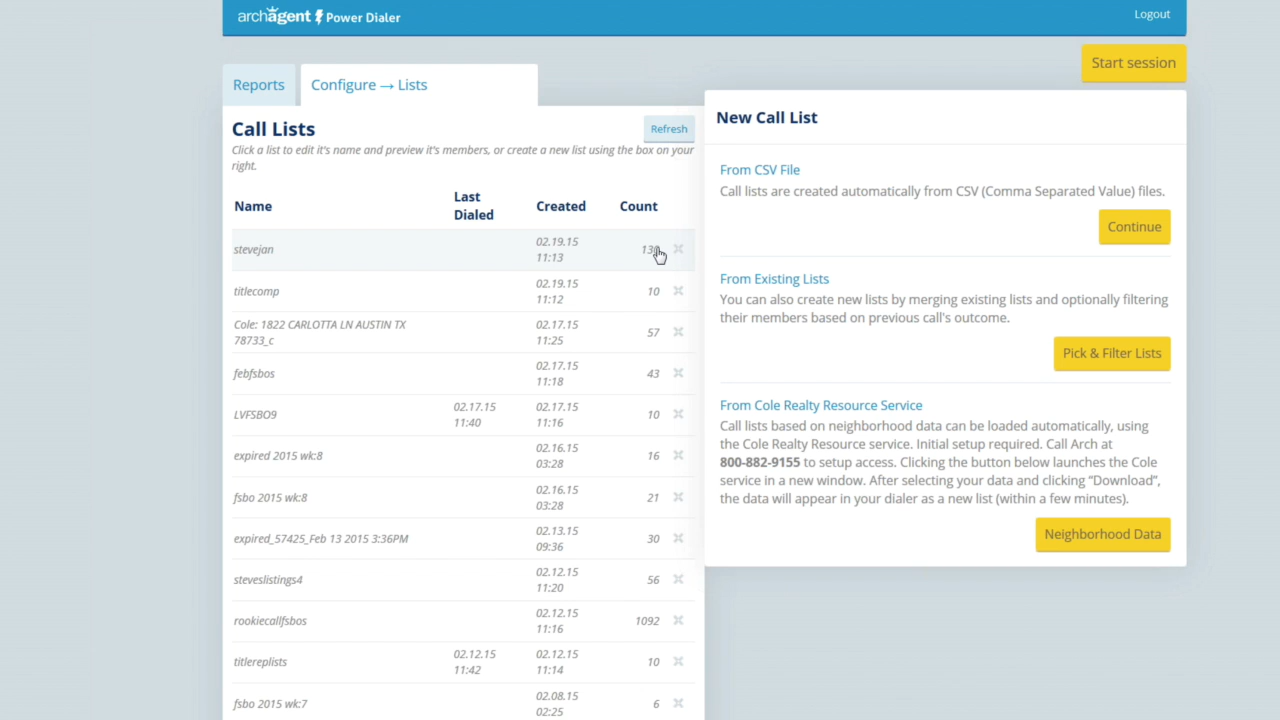 archagent Power Dialer
Logout
Start session
Reports
Configure → Lists
Call Lists
Refresh
Click a list to edit it's name and preview it's members, or create a new list using the box on your
right.
Name Last Dialed Created Count
stevejan 02.19.15 11:13
titlecomp 02.19.15 11:12 10
Cole: 1822 CARLOTTA LN AUSTIN TX 78733_c 02.17.15 11:25 57
febfsbos 02.17.15 11:18 43
LVFSBO9 02.17.15 11:40 02.17.15 11:16 10
expired 2015 wk:8 02.16.15 03:28 16
fsbo 2015 wk:8 02.16.15 03:28 21
expired_57425_Feb 13 2015 3:36PM 02.13.15 09:36 30
steveslistings4 02.12.15 11:20 56
rookiecallfsbos 02.12.15 11:16 1092
titlereplists 02.12.15 11:42 02.12.15 11:14 10
fsbo 2015 wk:7 02.08.15 02:25 6
New Call List
From CSV File
Call lists are created automatically from CSV (Comma Separated Value) files.
Continue
From Existing Lists
You can also create new lists by merging existing lists and optionally filtering
their members based on previous call's outcome.
Pick & Filter Lists
From Cole Realty Resource Service
Call lists based on neighborhood data can be loaded automatically, using
the Cole Realty Resource service. Initial setup required. Call Arch at
800-882-9155 to setup access. Clicking the button below launches the Cole
service in a new window. After selecting your data and clicking “Download”,
the data will appear in your dialer as a new list (within a few minutes).
Neighborhood Data